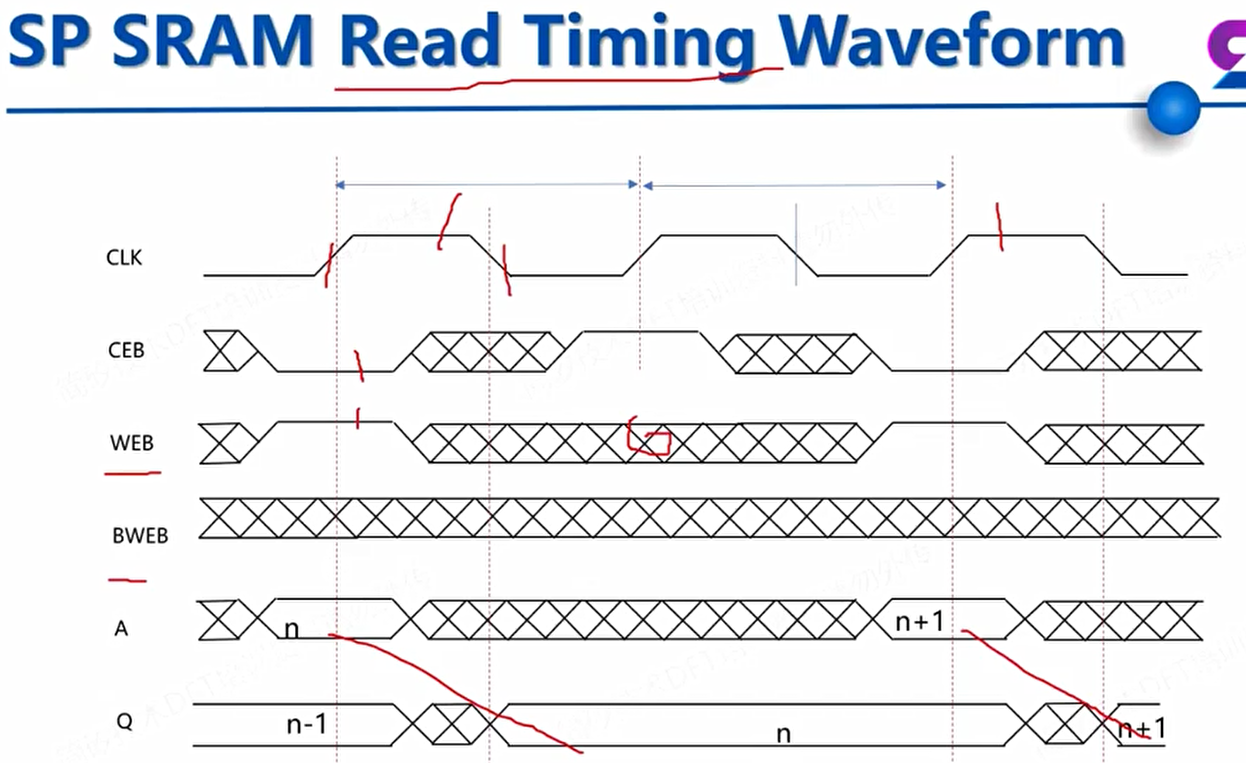 SP SRAM Read Timing Waveform
CLK
CEB
WEB
BWEB
A
n
n+1
Q
n-1
n
n+1